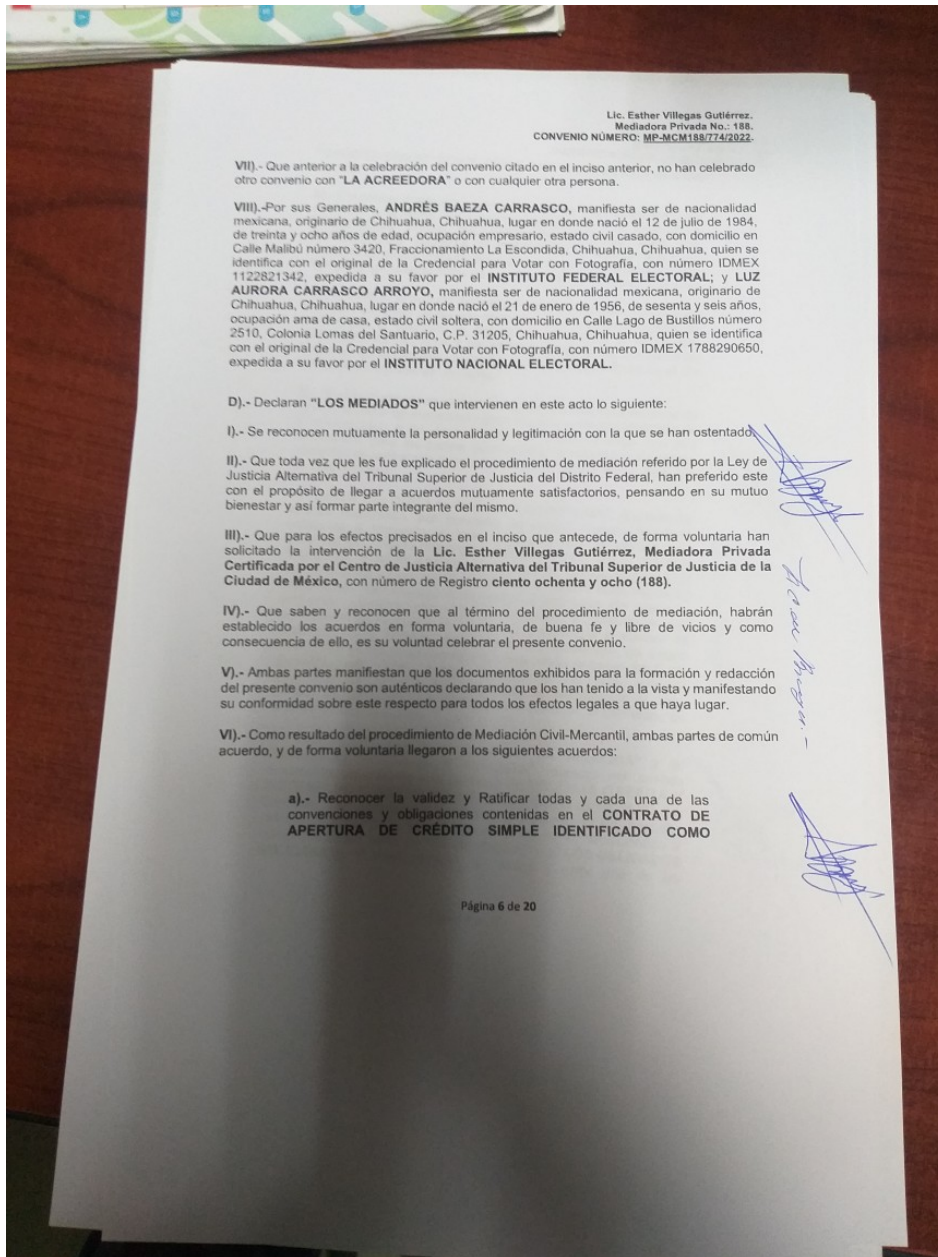 Lic. Esther Villegas Gutiérrez.
Mediadora Privada No.: 188.
CONVENIO NÚMERO: MP-MCM188/774/2022.
VII).- Que anterior a la celebración del convenio citado en el inciso anterior, no han celebrado
otro convenio con "LA ACREEDORA" o con cualquier otra persona.
VIII).-Por sus Generales, ANDRÉS BAEZA CARRASCO, manifiesta ser de nacionalidad
mexicana, originario de Chihuahua, Chihuahua, lugar en donde nació el 12 de julio de 1984,
de treinta y ocho años de edad, ocupación empresario, estado civil casado, con domicilio en
Calle Malibú número 3420, Fraccionamiento La Escondida, Chihuahua, Chihuahua, quien se
identifica con el original de la Credencial para Votar con Fotografía, con número IDMEX
1122821342, expedida a su favor por el INSTITUTO FEDERAL ELECTORAL; y LUZ
AURORA CARRASCO ARROYO, manifiesta ser de nacionalidad mexicana, originario de
Chihuahua, Chihuahua, lugar en donde nació el 21 de enero de 1956, de sesenta y seis años,
ocupación ama de casa, estado civil soltera, con domicilio en Calle Lago de Bustillos número
2510, Colonia Lomas del Santuario, C.P. 31205, Chihuahua, Chihuahua, quien se identifica
con el original de la Credencial para Votar con Fotografía, con número IDMEX 1788290650,
expedida a su favor por el INSTITUTO NACIONAL ELECTORAL.
D).- Declaran "LOS MEDIADOS" que intervienen en este acto lo siguiente:
I).- Se reconocen mutuamente la personalidad y legitimación con la que se han ostentado.
II).- Que toda vez que les fue explicado el procedimiento de mediación referido por la Ley de
Justicia Alternativa del Tribunal Superior de Justicia del Distrito Federal, han preferido este
con el propósito de llegar a acuerdos mutuamente satisfactorios, pensando en su mutuo
bienestar y así formar parte integrante del mismo.
III).- Que para los efectos precisados en el inciso que antecede, de forma voluntaria han
solicitado la intervención de la Lic. Esther Villegas Gutiérrez, Mediadora Privada
Certificada por el Centro de Justicia Alternativa del Tribunal Superior de Justicia de la
Ciudad de México, con número de Registro ciento ochenta y ocho (188).
IV).- Que saben y reconocen que al término del procedimiento de mediación, habrán
establecido los acuerdos en forma voluntaria, de buena fe y libre de vicios y como
consecuencia de ello, es su voluntad celebrar el presente convenio.
V).- Ambas partes manifiestan que los documentos exhibidos para la formación y redacción
del presente convenio son auténticos declarando que los han tenido a la vista y manifestando
su conformidad sobre este respecto para todos los efectos legales a que haya lugar.
VI).- Como resultado del procedimiento de Mediación Civil-Mercantil, ambas partes de común
acuerdo, y de forma voluntaria llegaron a los siguientes acuerdos:
a).- Reconocer la validez y Ratificar todas y cada una de las
convenciones y obligaciones contenidas en el CONTRATO DE
APERTURA DE CRÉDITO SIMPLE IDENTIFICADO COMO
Página 6 de 20